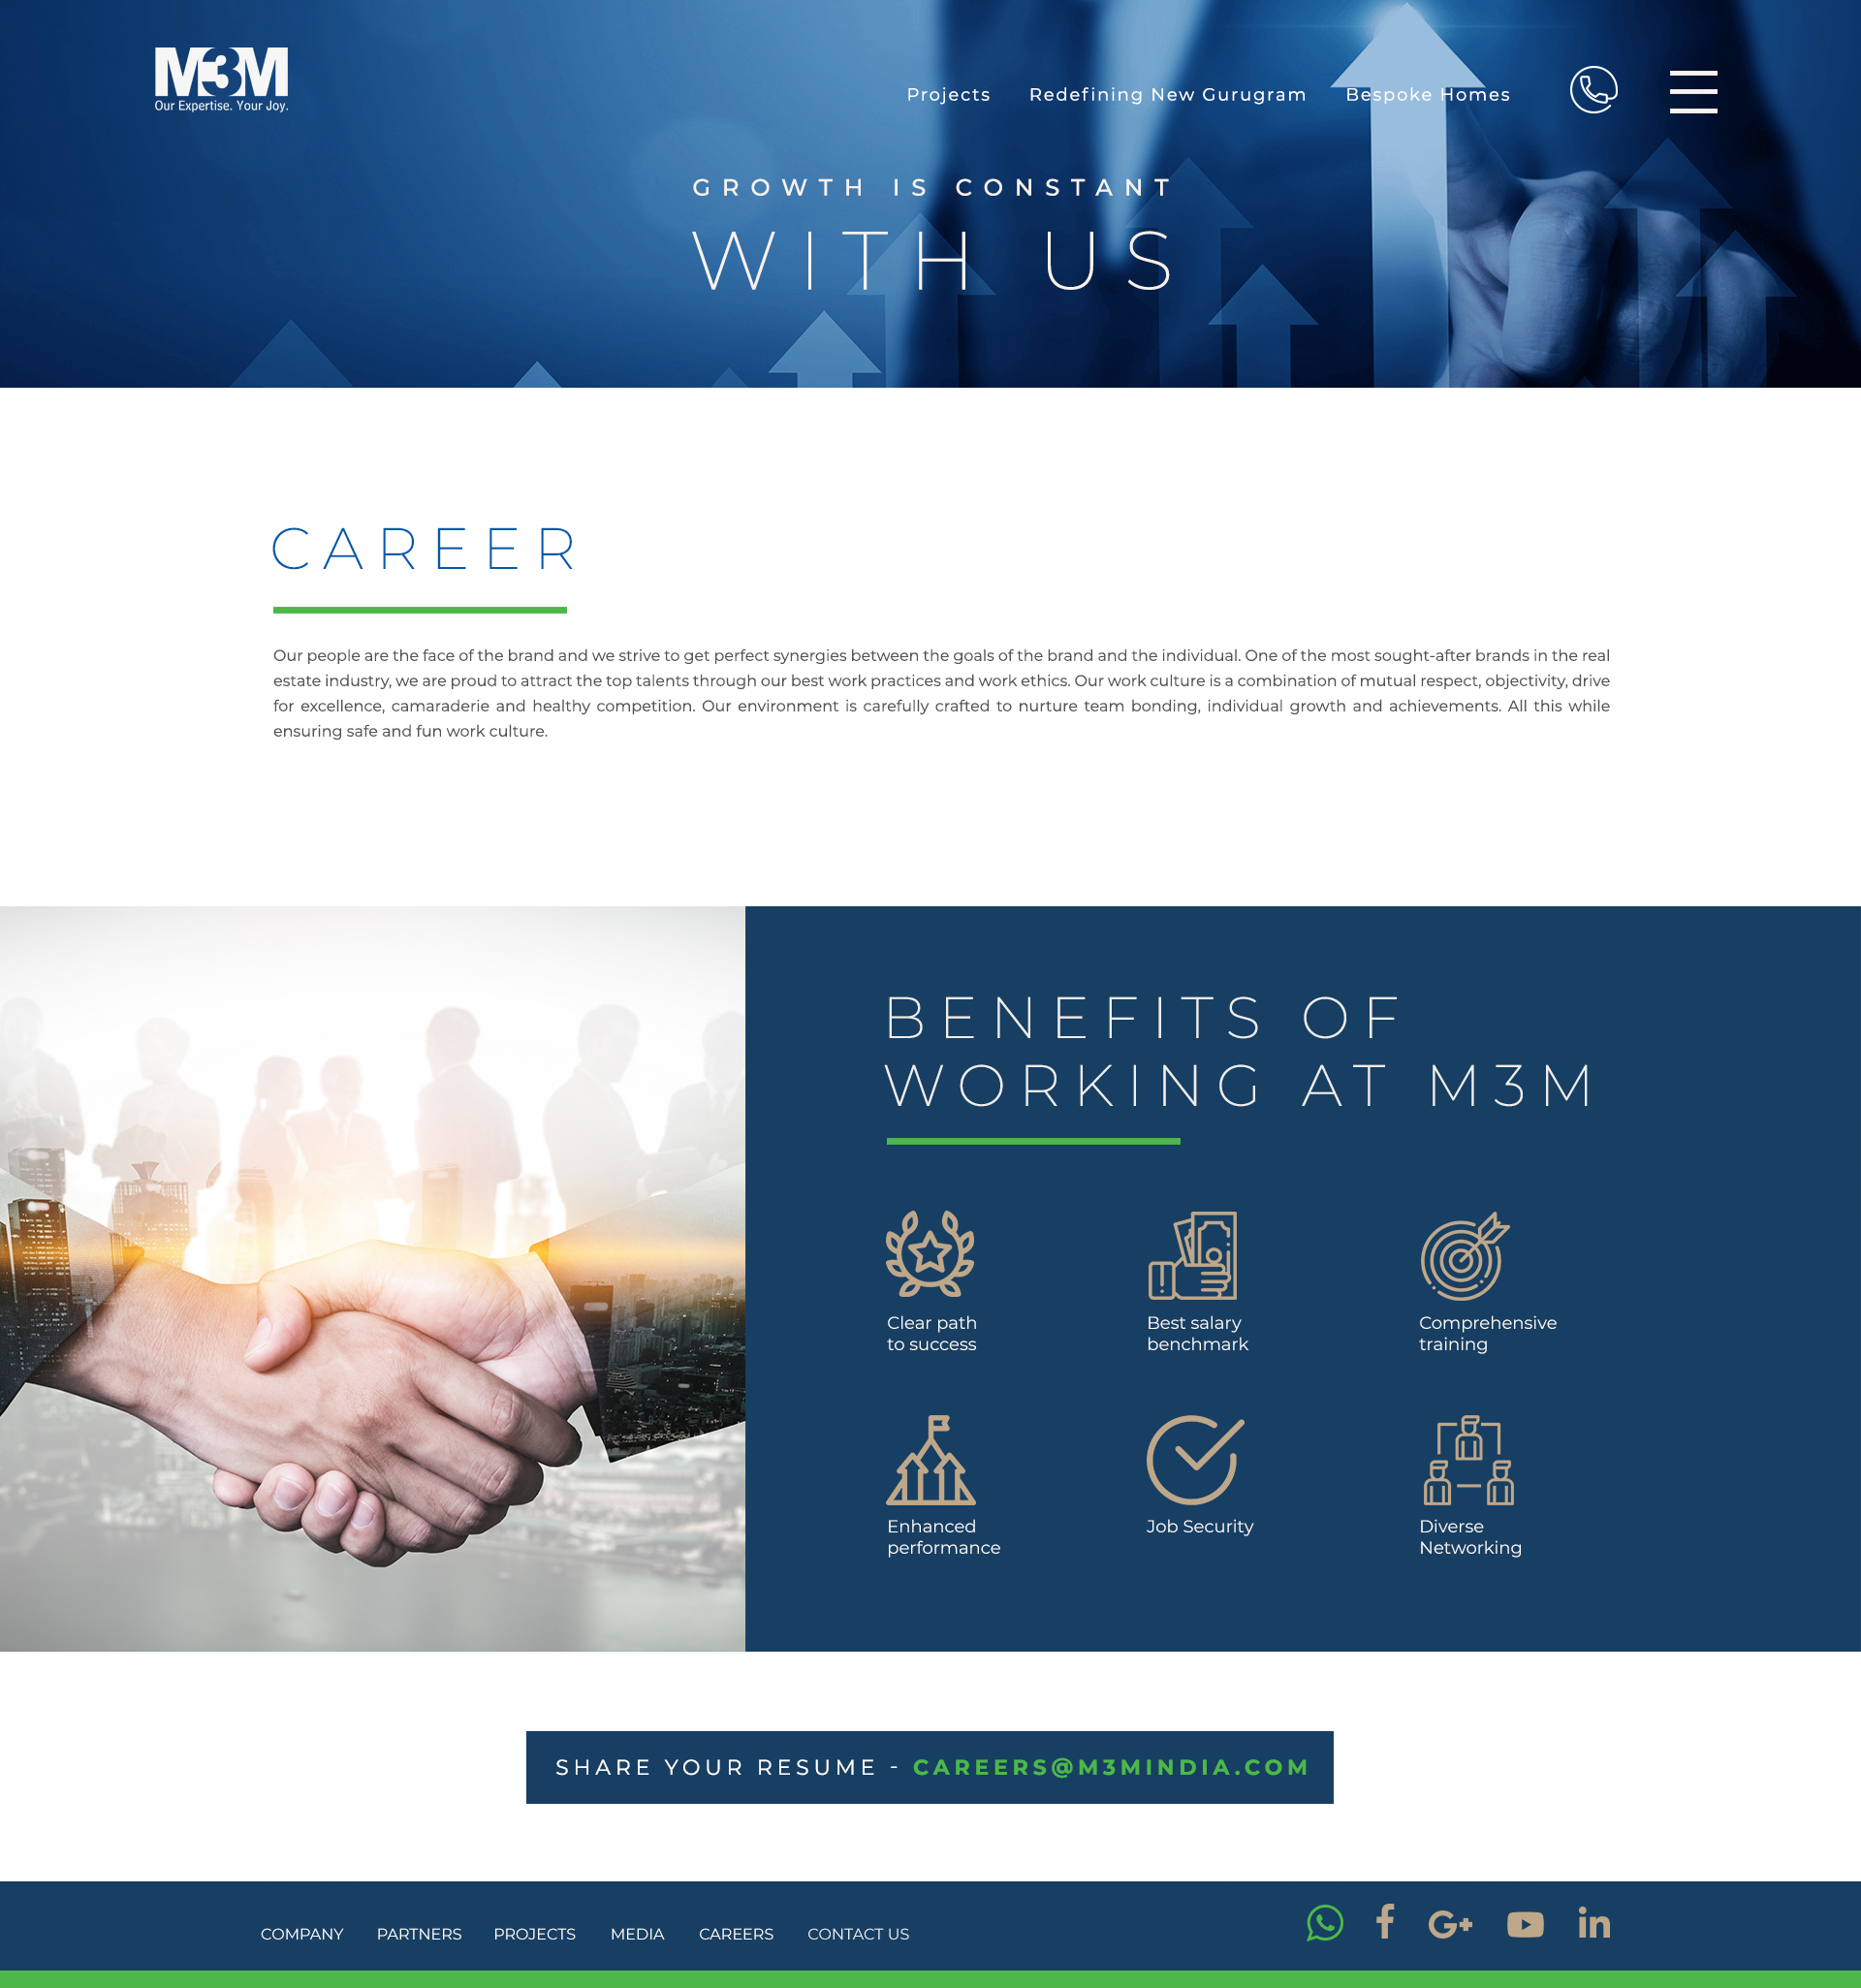 M3M
Our Expertise. Your Joy.
Projects Redefining New Gurugram Bespoke Homes
GROWTH IS CONSTANT
WITH US
CAREER
Our people are the face of the brand and we strive to get perfect synergies between the goals of the brand and the individual. One of the most sought-after brands in the real
estate industry, we are proud to attract the top talents through our best work practices and work ethics. Our work culture is a combination of mutual respect, objectivity, drive
for excellence, camaraderie and healthy competition. Our environment is carefully crafted to nurture team bonding, individual growth and achievements. All this while
ensuring safe and fun work culture.
BENEFITS OF
WORKING AT M3M
Clear path
to success
Best salary
benchmark
Comprehensive
training
Enhanced
performance
Job Security
Diverse
Networking
SHARE YOUR RESUME - CAREERS@M3MINDIA.COM
COMPANY PARTNERS PROJECTS MEDIA CAREERS CONTACT US